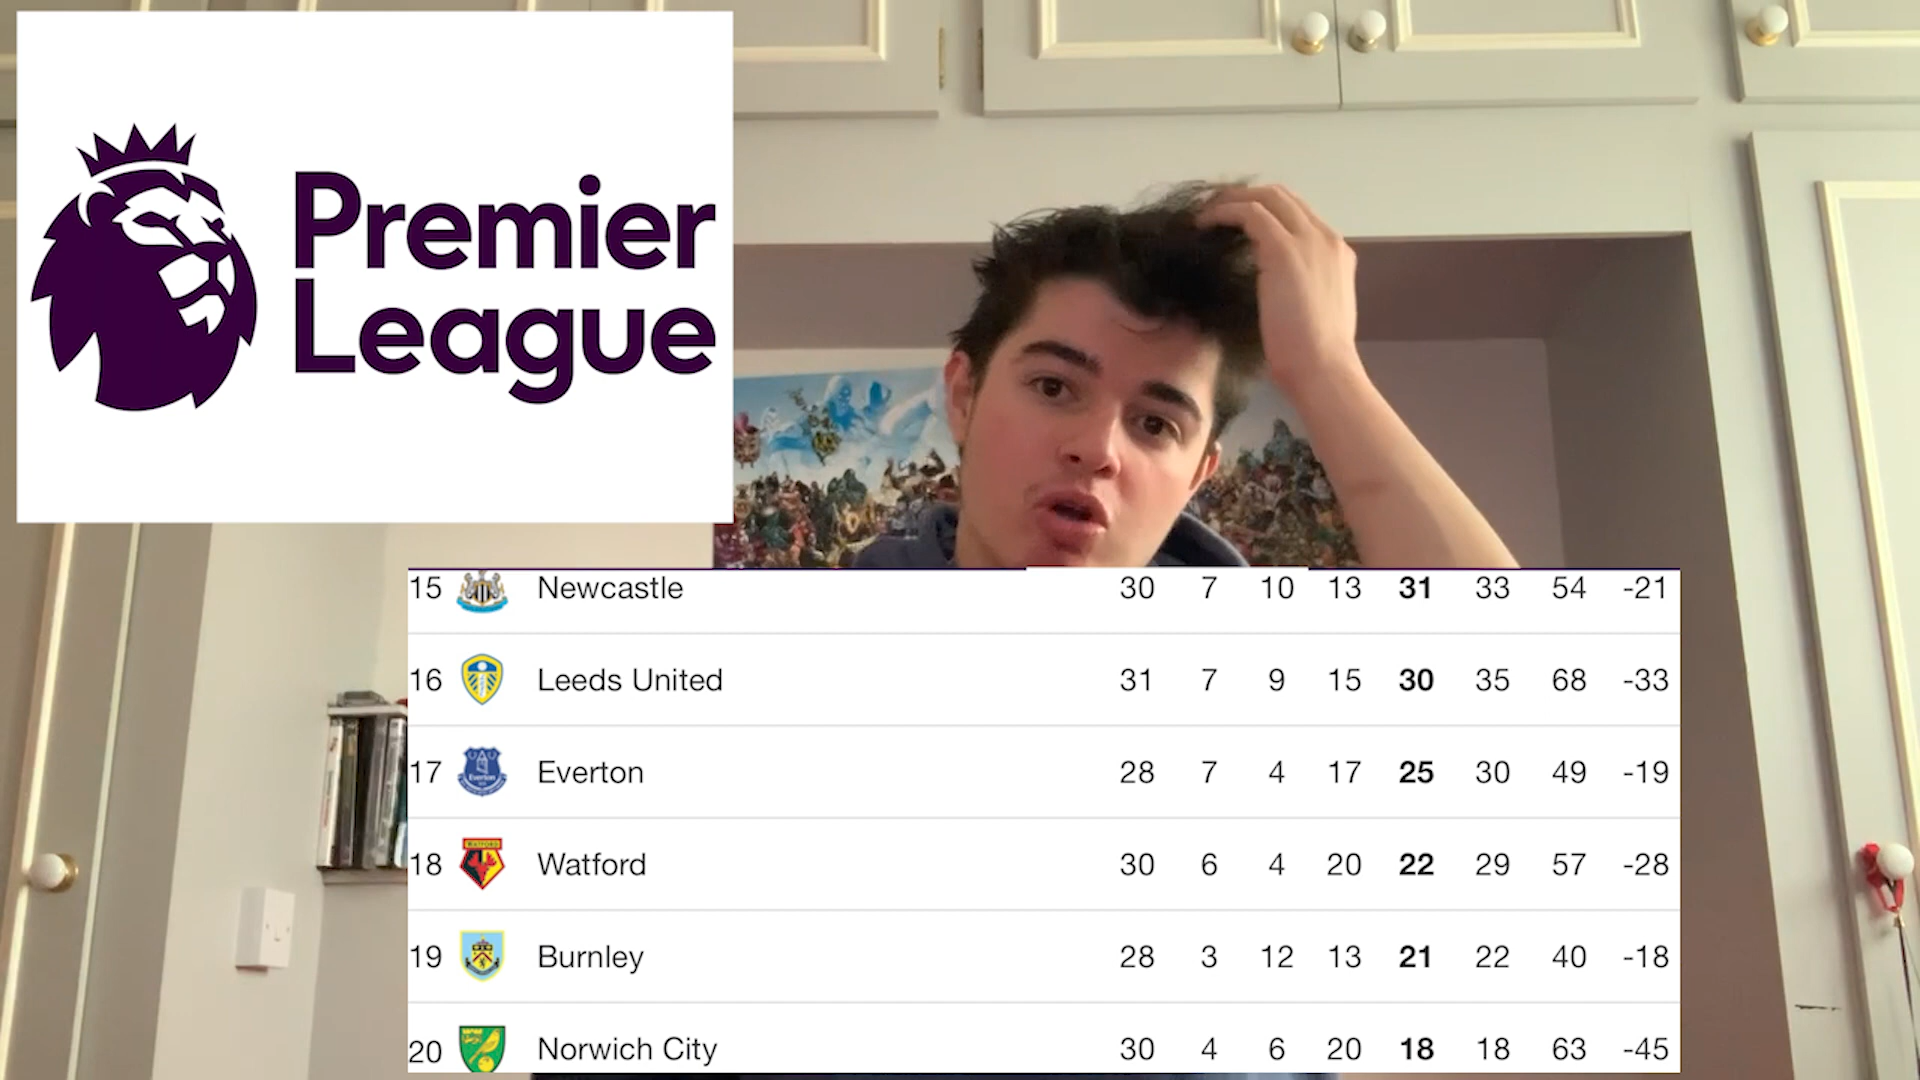 Premier
League
15 Newcastle 30 7 10 13 31 33 54 -21
16 Leeds United 31 7 9 15 30 35 68 -33
17 Everton 28 7 4 17 25 30 49 -19
18 Watford 30 6 4 20 22 29 57 -28
19 Burnley 28 3 12 13 21 22 40 -18
20 Norwich City 30 4 6 20 18 18 63 -45